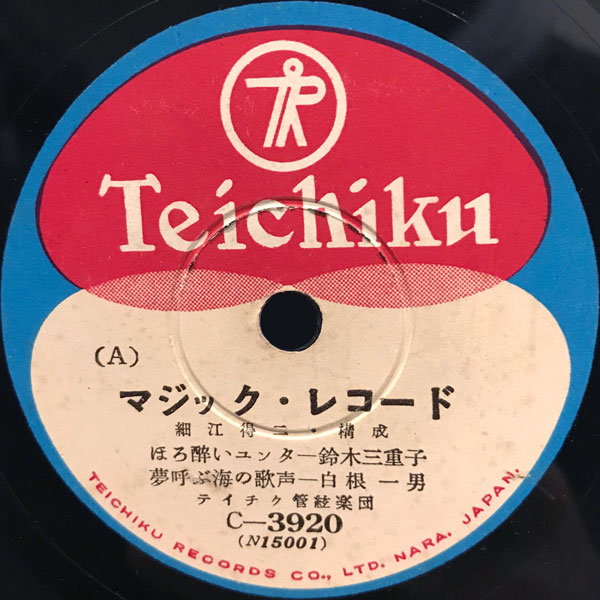 Teichiku
(A)
マジック・レコード
細江得二・構成
ほろ酔いユンター鈴木三重子
夢呼ぶ海の歌声—白根一男
テイチク管絃楽団
C—3920
(N15001)
TEICHIKU RECORDS CO., LTD. NARA, JAPAN.